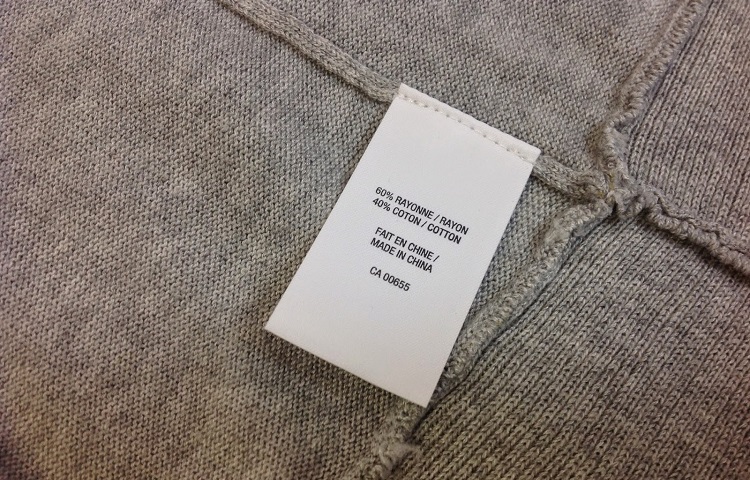 60% RAYONNE / RAYON
40% COTON / COTTON
FAIT EN CHINE /
MADE IN CHINA
CA 00655